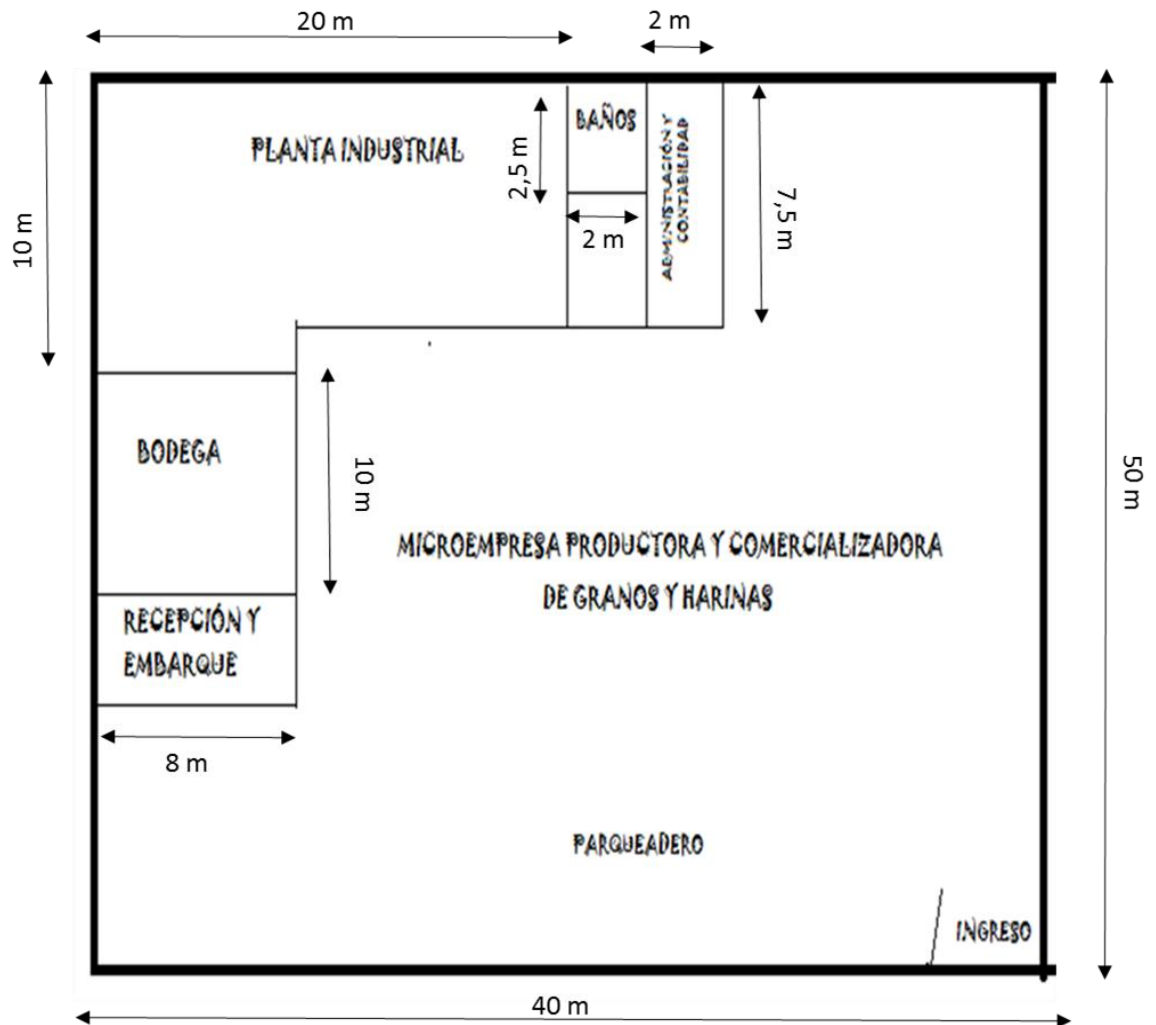 20 m
2 m
10 m
PLANTA INDUSTRIAL
2,5 m
BAÑOS
2 m
ADMINISTRACIÓN Y
CONTABILIDAD
7,5 m
BODEGA
10 m
50 m
MICROEMPRESA PRODUCTORA Y COMERCIALIZADORA
DE GRANOS Y HARINAS
RECEPCIÓN Y
EMBARQUE
8 m
PARQUEADERO
INGRESO
40 m